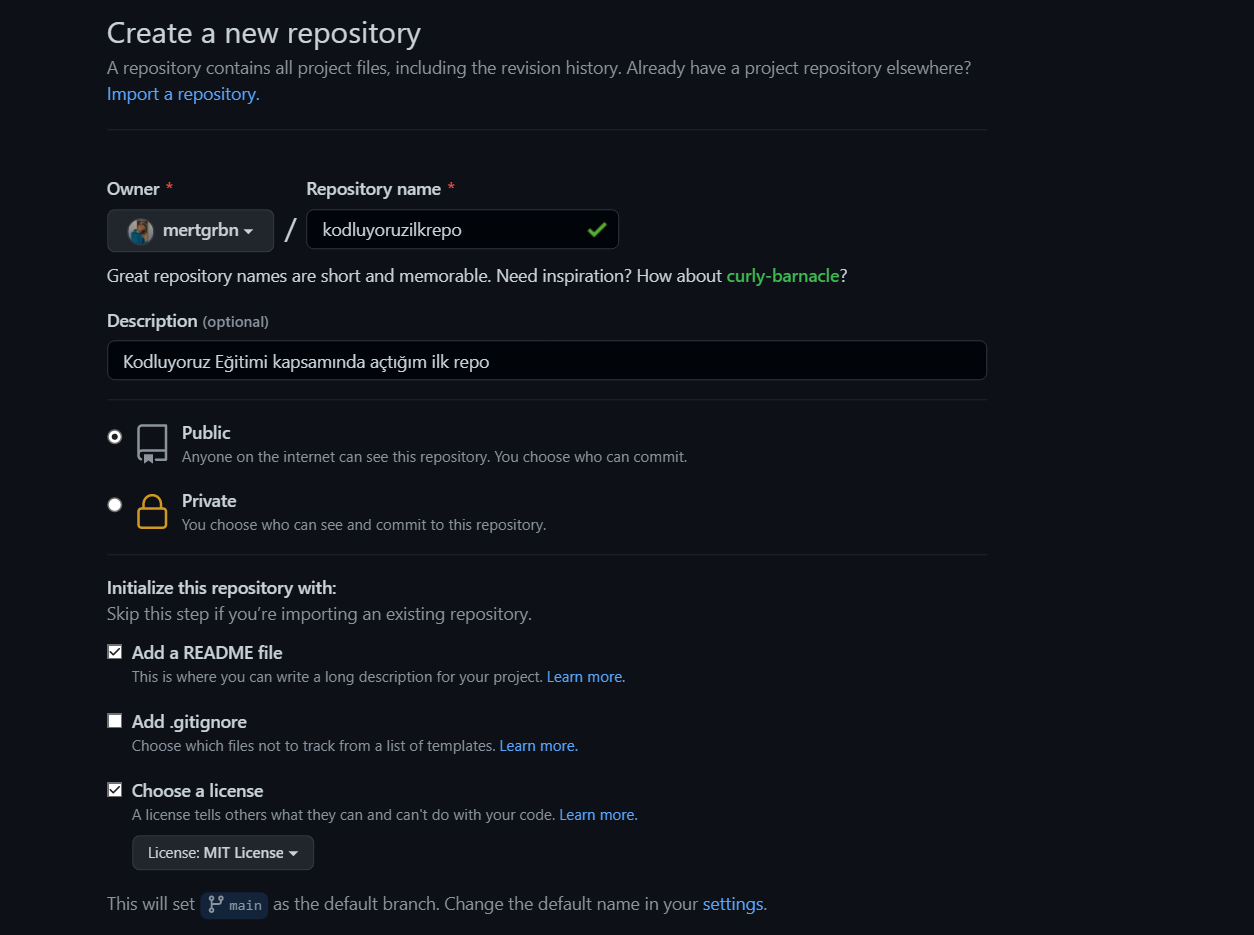 Create a new repository
A repository contains all project files, including the revision history. Already have a project repository elsewhere?
Import a repository.
Owner *
Repository name *
mertgrbn
/
kodluyoruzilkrepo
Great repository names are short and memorable. Need inspiration? How about curly-barnacle?
Description (optional)
Kodluyoruz Eğitimi kapsamında açtığım ilk repo
Public
Anyone on the internet can see this repository. You choose who can commit.
Private
You choose who can see and commit to this repository.
Initialize this repository with:
Skip this step if you’re importing an existing repository.
Add a README file
This is where you can write a long description for your project. Learn more.
Add .gitignore
Choose which files not to track from a list of templates. Learn more.
Choose a license
A license tells others what they can and can't do with your code. Learn more.
License: MIT License
This will set main as the default branch. Change the default name in your settings.